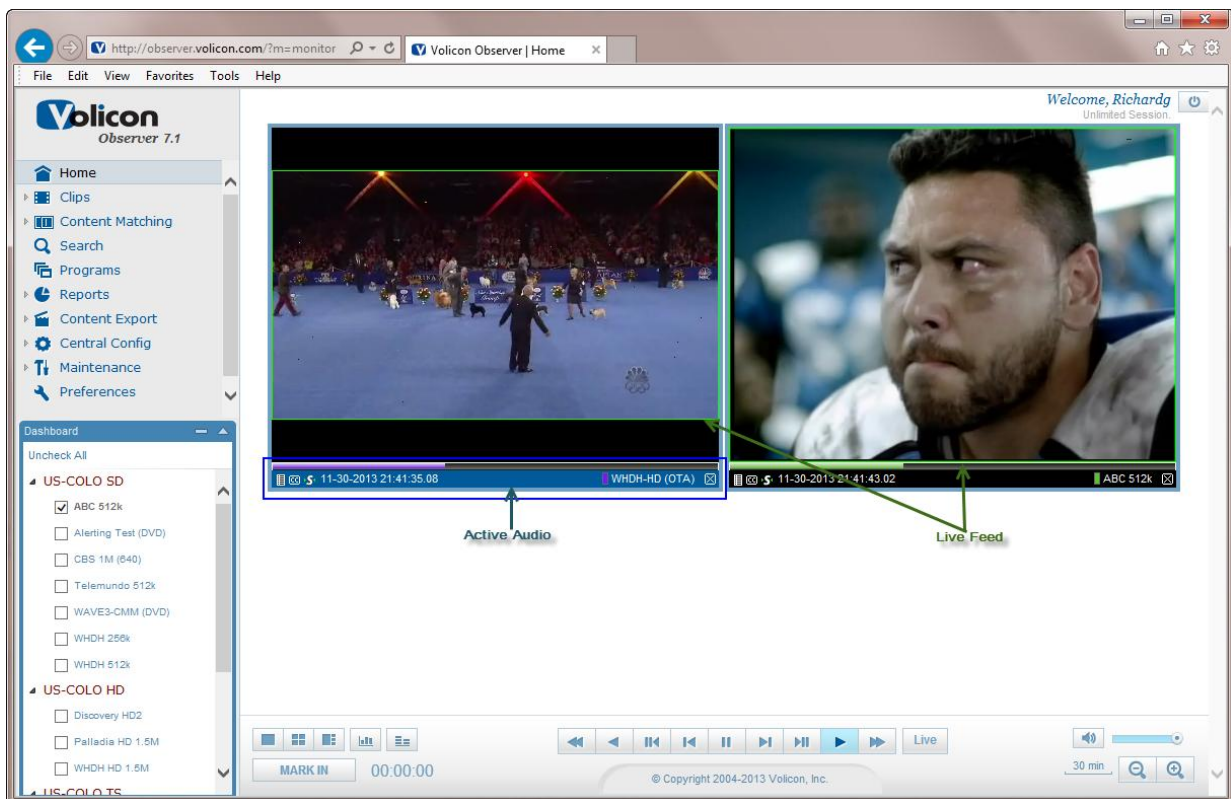 http://observer.volicon.com/?m=monitor
Volicon Observer | Home
File Edit View Favorites Tools Help
Volicon
Observer 7.1
Welcome, Richardg
Unlimited Session.
Home
Clips
Content Matching
Search
Programs
Reports
Content Export
Central Config
Maintenance
Preferences
Dashboard
Uncheck All
US-COLO SD
ABC 512k
Alerting Test (DVD)
CBS 1M (640)
Telemundo 512k
WAVE3-CMM (DVD)
WHDH 256k
WHDH 512k
US-COLO HD
Discovery HD2
Palladia HD 1.5M
WHDH HD 1.5M
US-COLO TS
CC S 11-30-2013 21:41:35.08 WHDH-HD (OTA)
CC S 11-30-2013 21:41:43.02 ABC 512k
Active Audio
Live Feed
Live
MARK IN 00:00:00
30 min
© Copyright 2004-2013 Volicon, Inc.